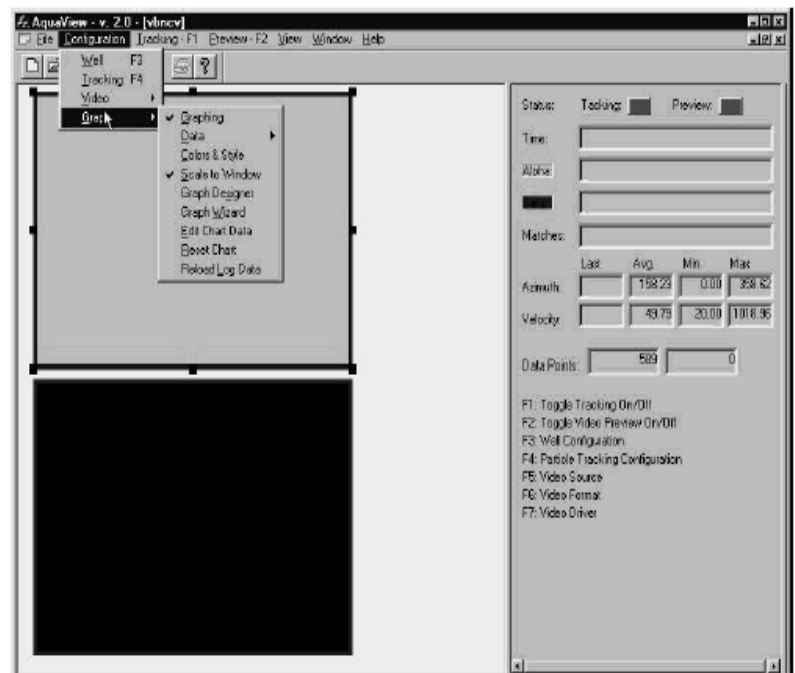 AquaView - v. 2.0 - [vbncv]
File Configuration Tracking - F1 Preview - F2 View Window Help
Well F3
Tracking F4
Video
Graph
Graphing
Data
Colors & Style
Scale to Window
Graph Designer
Graph Wizard
Edit Chart Data
Reset Chart
Reload Log Data
Status: Tacking: Preview:
Time:
Alpha:
Matches:
Last Avg. Min Max
Azimuth: 158.23 0.00 358.62
Velocity: 49.79 20.00 1018.96
Data Points: 589 0
F1: Toggle Tracking On/Off
F2: Toggle Video Preview On/Off
F3: Well Configuration
F4: Particle Tracking Configuration
F5: Video Source
F6: Video Format
F7: Video Driver